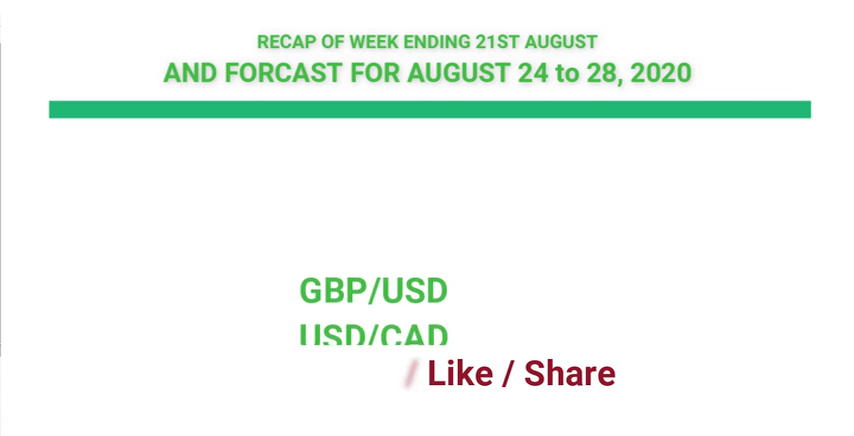 RECAP OF WEEK ENDING 21ST AUGUST
AND FORCAST FOR AUGUST 24 to 28, 2020
GBP/USD
USD/CAD
/ Like / Share